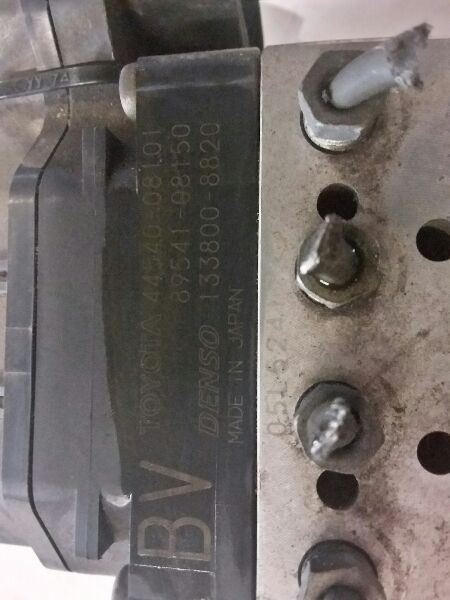 BV
TOYOTA 44540-08101
89541-08150
DENSO 133800-8820
MADE IN JAPAN